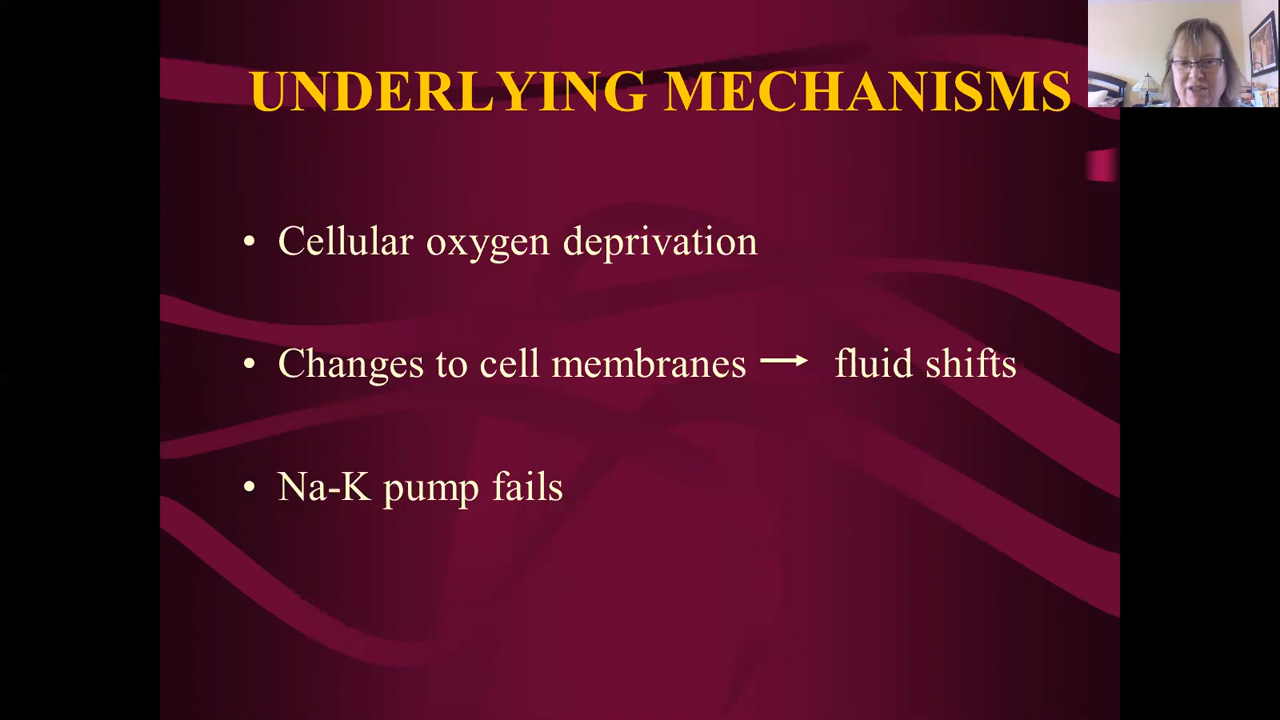 UNDERLYING MECHANISMS
• Cellular oxygen deprivation
• Changes to cell membranes → fluid shifts
• Na-K pump fails